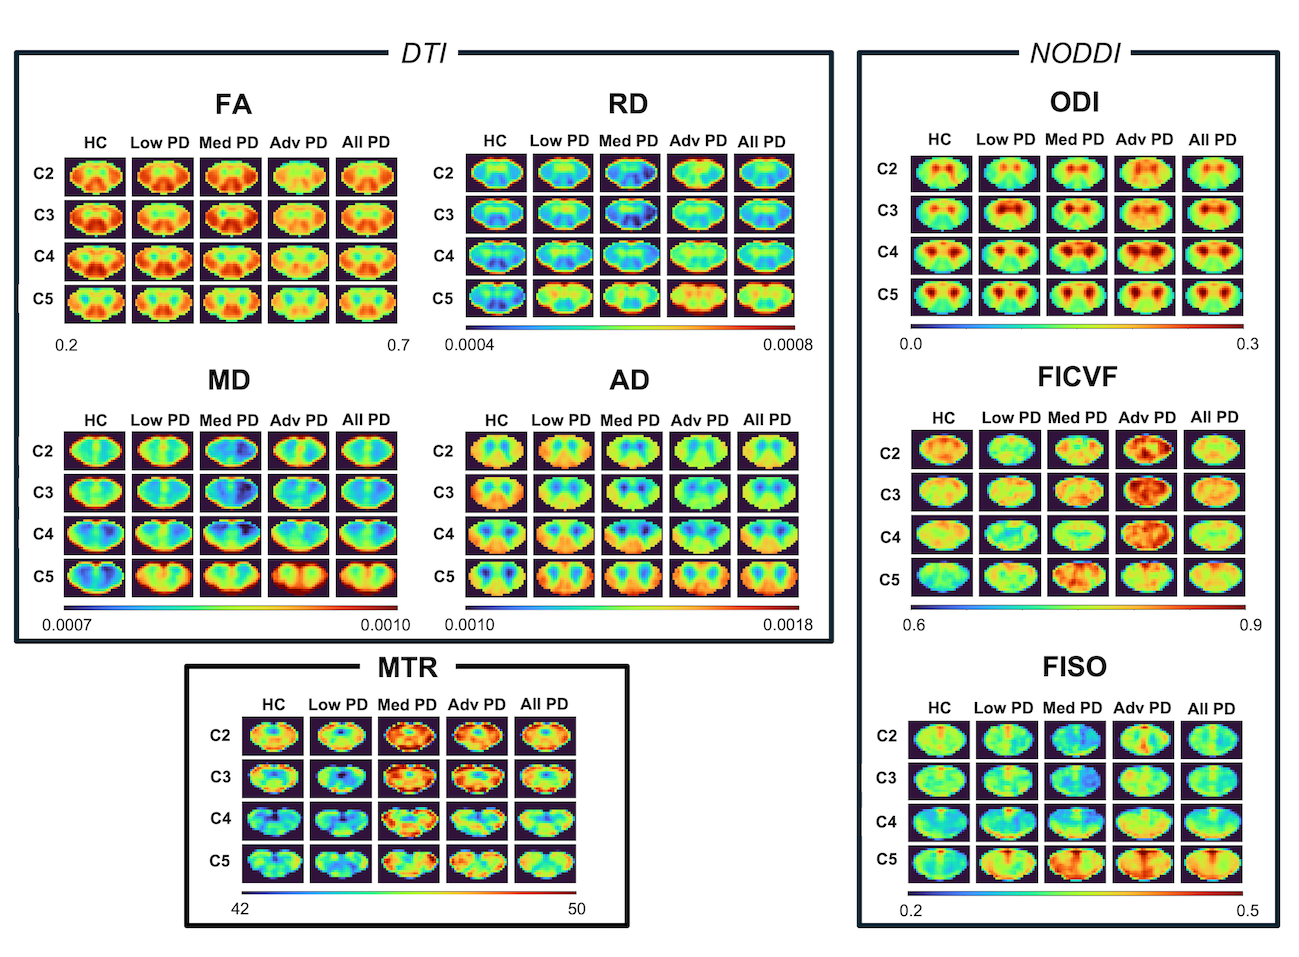 DTI
FA
HC Low PD Med PD Adv PD All PD
C2
C3
C4
C5
0.2 0.7
RD
HC Low PD Med PD Adv PD All PD
C2
C3
C4
C5
0.0004 0.0008
MD
HC Low PD Med PD Adv PD All PD
C2
C3
C4
C5
0.0007 0.0010
AD
HC Low PD Med PD Adv PD All PD
C2
C3
C4
C5
0.0010 0.0018
MTR
HC Low PD Med PD Adv PD All PD
C2
C3
C4
C5
42 50
NODDI
ODI
HC Low PD Med PD Adv PD All PD
C2
C3
C4
C5
0.0 0.3
FICVF
HC Low PD Med PD Adv PD All PD
C2
C3
C4
C5
0.6 0.9
FISO
HC Low PD Med PD Adv PD All PD
C2
C3
C4
C5
0.2 0.5